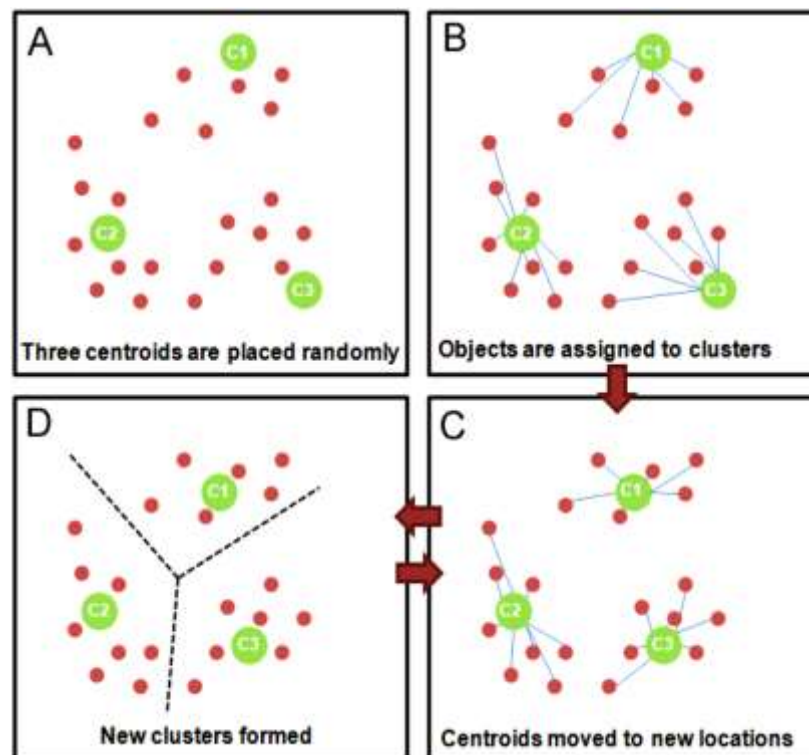 A
C1
C2
C3
Three centroids are placed randomly
B
C1
C2
C3
Objects are assigned to clusters
D
C1
C2
C3
New clusters formed
C
C1
C2
C3
Centroids moved to new locations